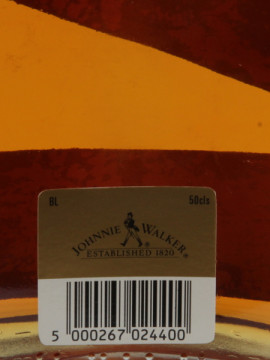 BL 50cls
JOHNNIE WALKER®
ESTABLISHED 1820
5 000267 024400